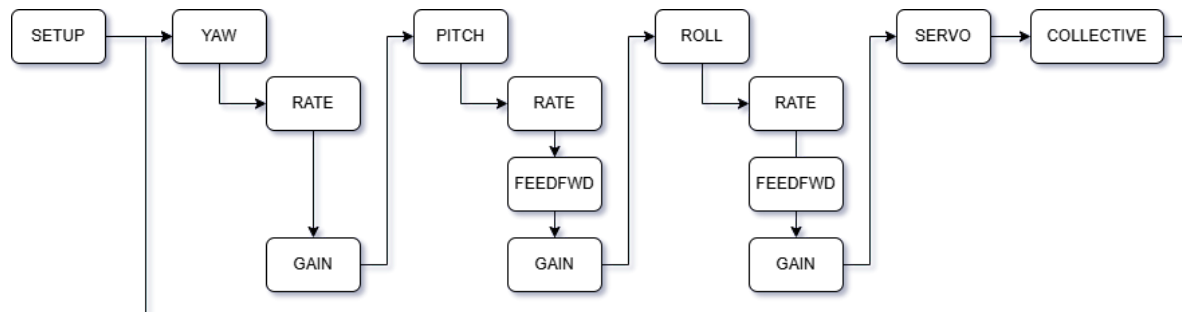 SETUP
YAW
RATE
GAIN
PITCH
RATE
FEEDFWD
GAIN
ROLL
RATE
FEEDFWD
GAIN
SERVO
COLLECTIVE